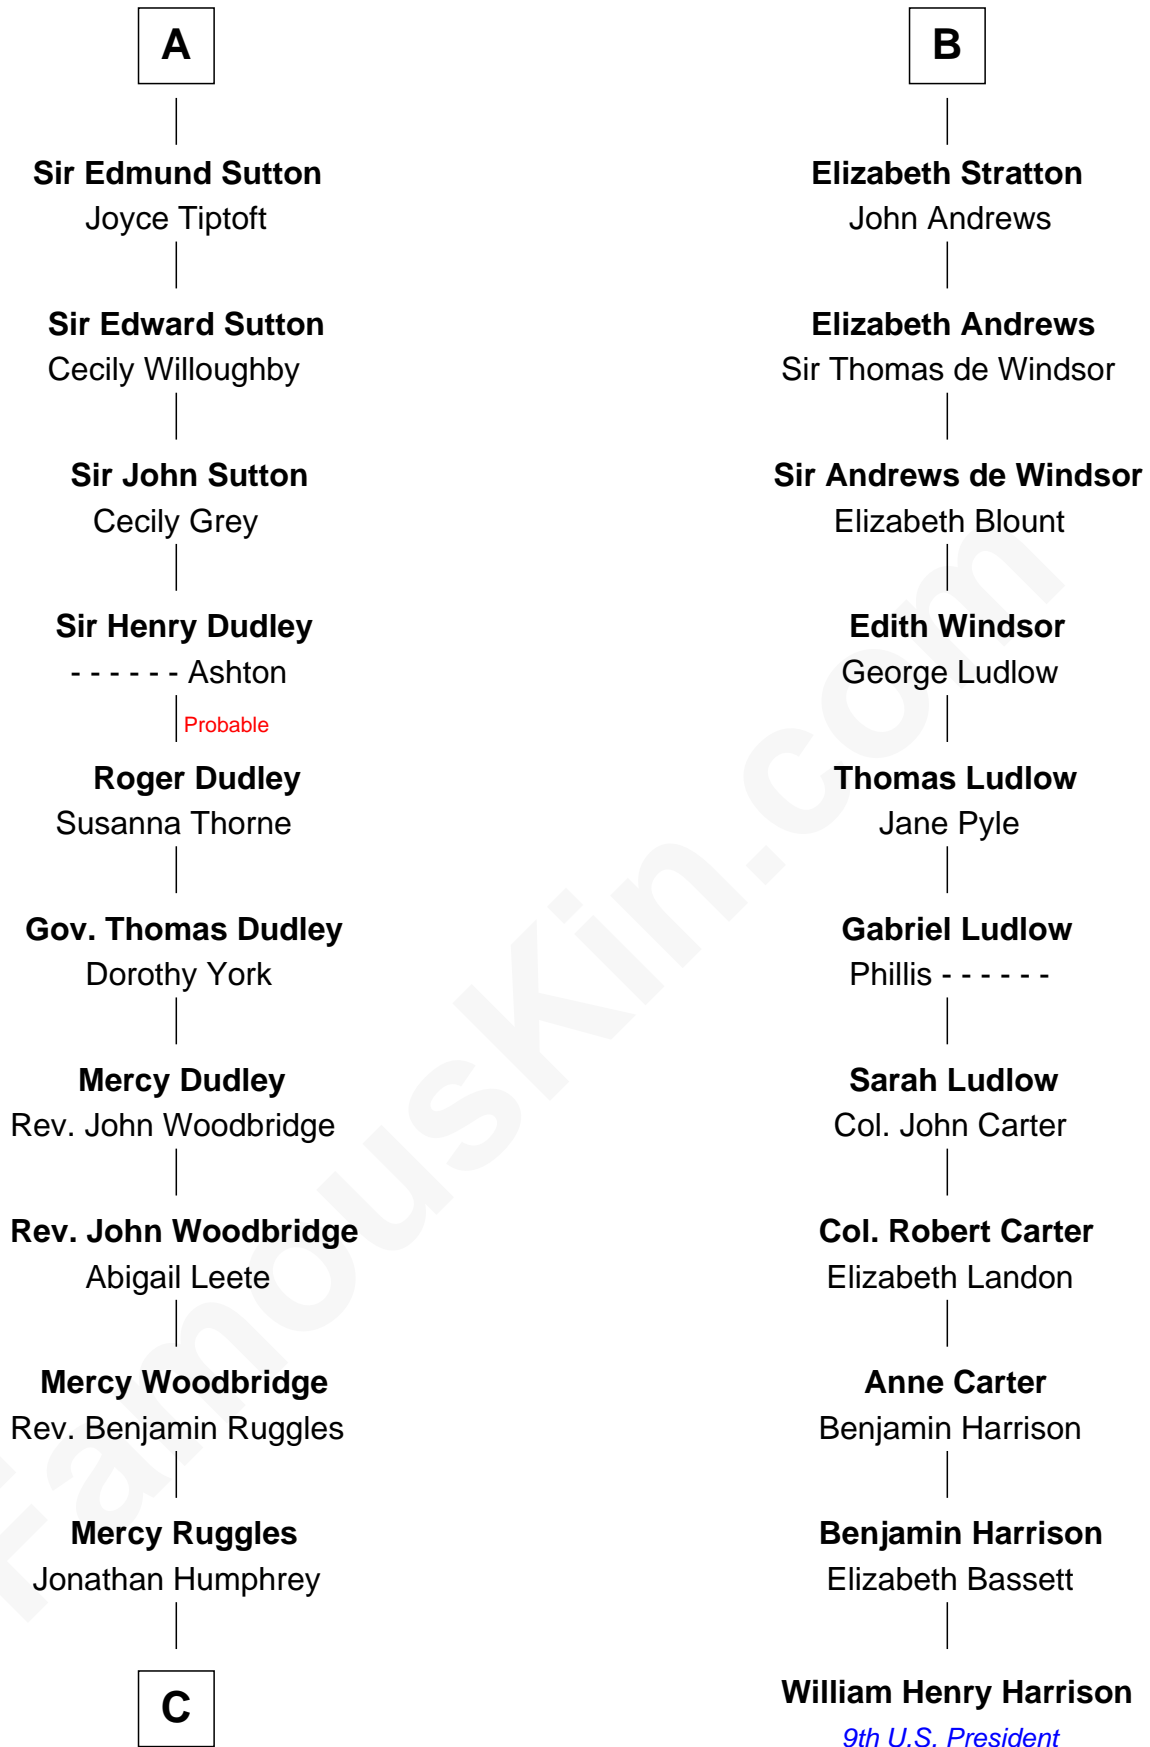 A
Sir Edmund Sutton
Joyce Tiptoft
Sir Edward Sutton
Cecily Willoughby
Sir John Sutton
Cecily Grey
Sir Henry Dudley
- - - - - - Ashton
Probable
Roger Dudley
Susanna Thorne
Gov. Thomas Dudley
Dorothy York
Mercy Dudley
Rev. John Woodbridge
Rev. John Woodbridge
Abigail Leete
Mercy Woodbridge
Rev. Benjamin Ruggles
Mercy Ruggles
Jonathan Humphrey
C
B
Elizabeth Stratton
John Andrews
Elizabeth Andrews
Sir Thomas de Windsor
Sir Andrews de Windsor
Elizabeth Blount
Edith Windsor
George Ludlow
Thomas Ludlow
Jane Pyle
Gabriel Ludlow
Phillis - - - - - -
Sarah Ludlow
Col. John Carter
Col. Robert Carter
Elizabeth Landon
Anne Carter
Benjamin Harrison
Benjamin Harrison
Elizabeth Bassett
William Henry Harrison
9th U.S. President
FamousKin.com